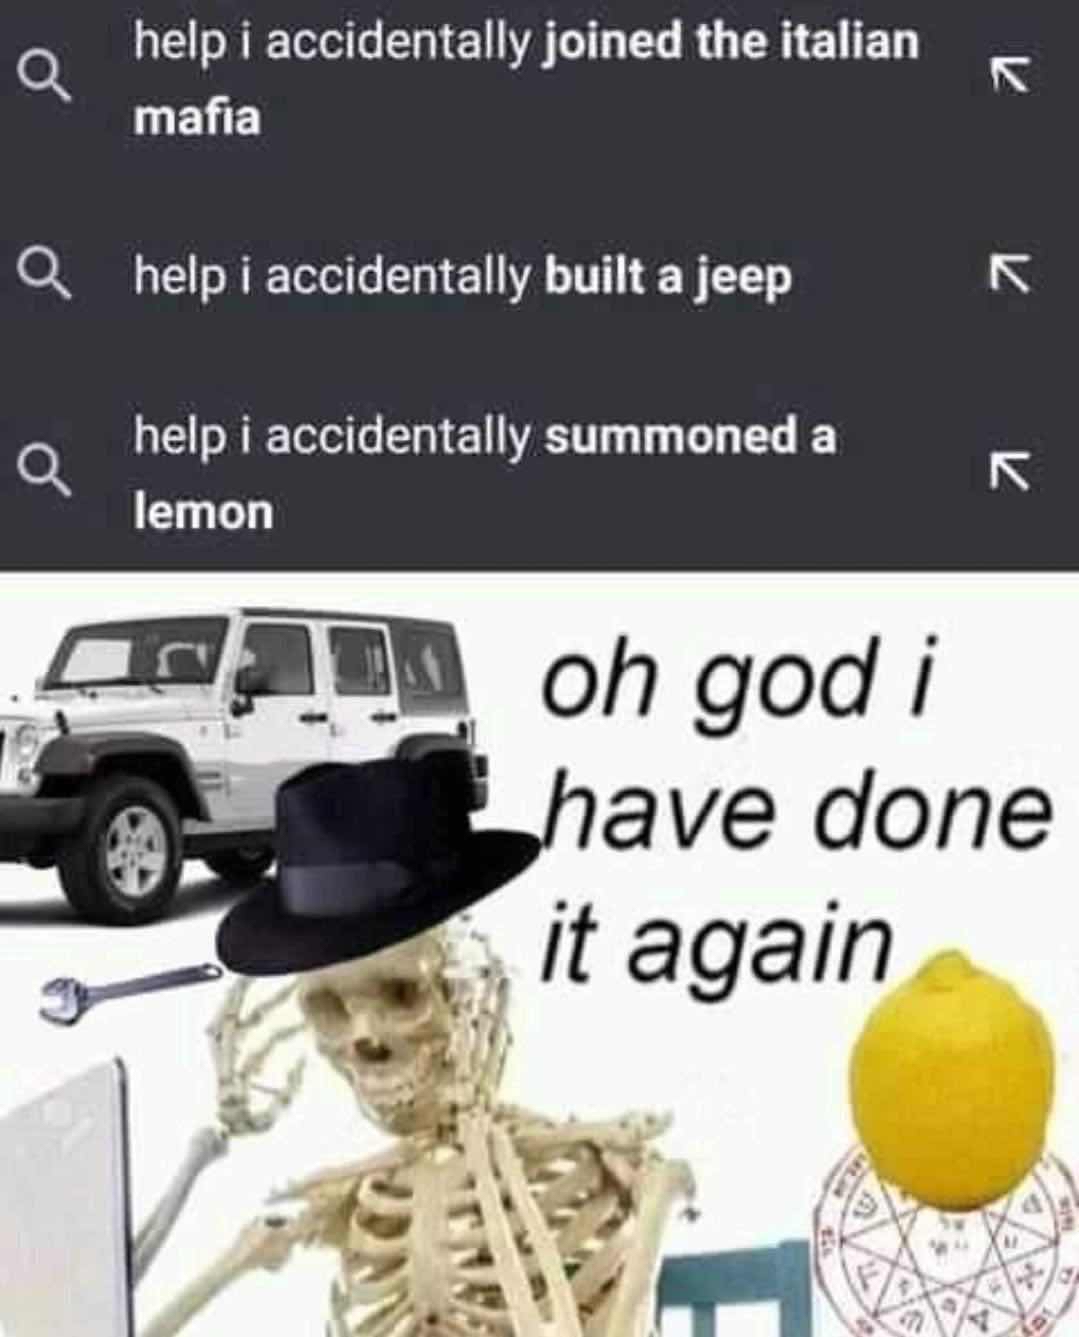 help i accidentally joined the italian
mafia
help i accidentally built a jeep
help i accidentally summoned a
lemon
oh god i
have done
it again